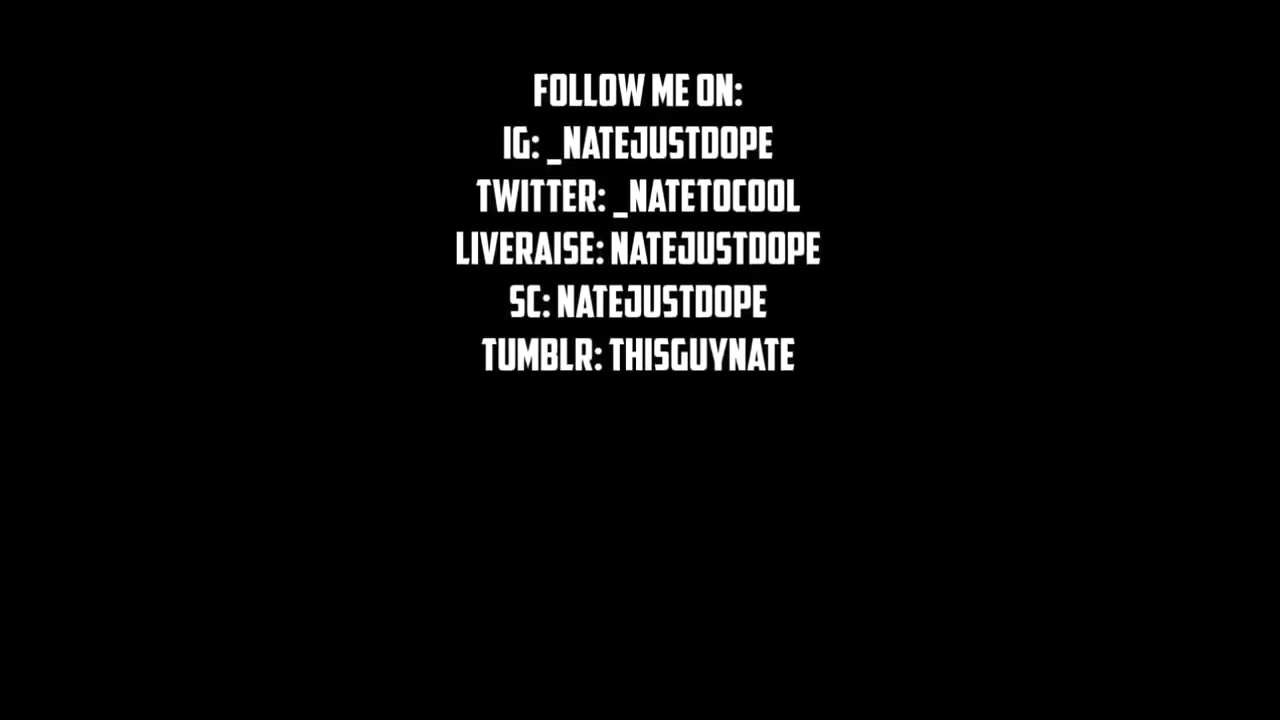 FOLLOW ME ON:
IG: _NATEJUSTDOPE
TWITTER: _NATETOCOOL
LIVERAISE: NATEJUSTDOPE
SC: NATEJUSTDOPE
TUMBLR: THISGUYNATE